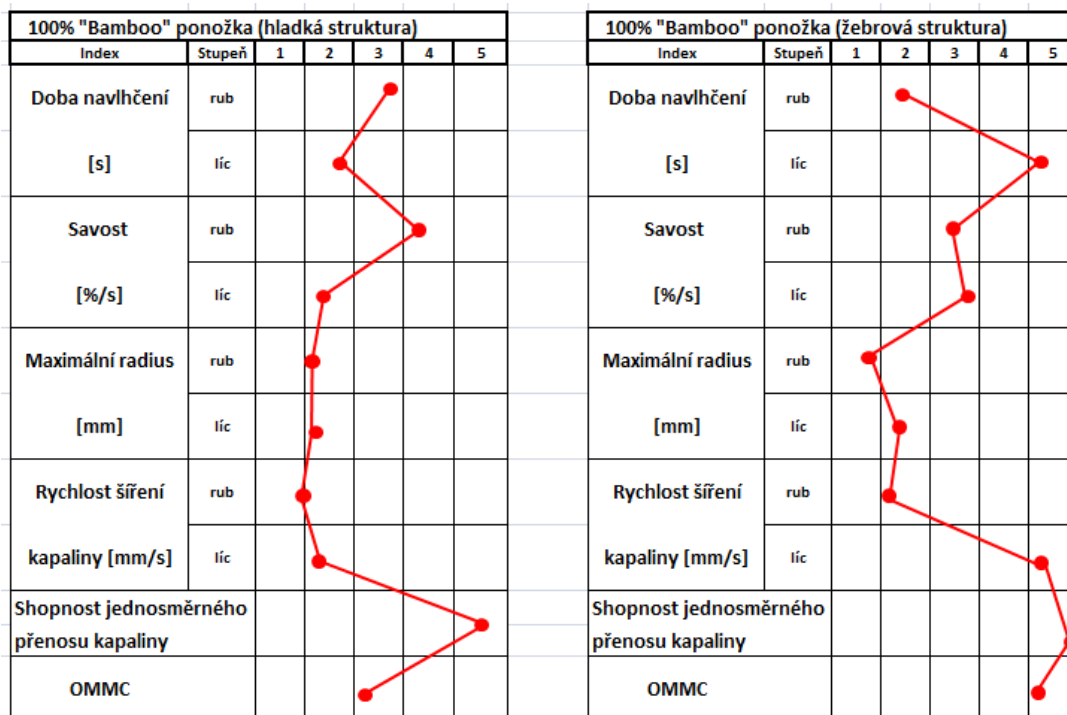 100% "Bamboo" ponožka (hladká struktura)
Index Stupeň 1 2 3 4 5
Doba navlhčení rub
[s] líc
Savost rub
[%/s] líc
Maximální radius rub
[mm] líc
Rychlost šíření rub
kapaliny [mm/s] líc
Shopnost jednosměrného
přenosu kapaliny
OMMC
100% "Bamboo" ponožka (žebrová struktura)
Index Stupeň 1 2 3 4 5
Doba navlhčení rub
[s] líc
Savost rub
[%/s] líc
Maximální radius rub
[mm] líc
Rychlost šíření rub
kapaliny [mm/s] líc
Shopnost jednosměrného
přenosu kapaliny
OMMC